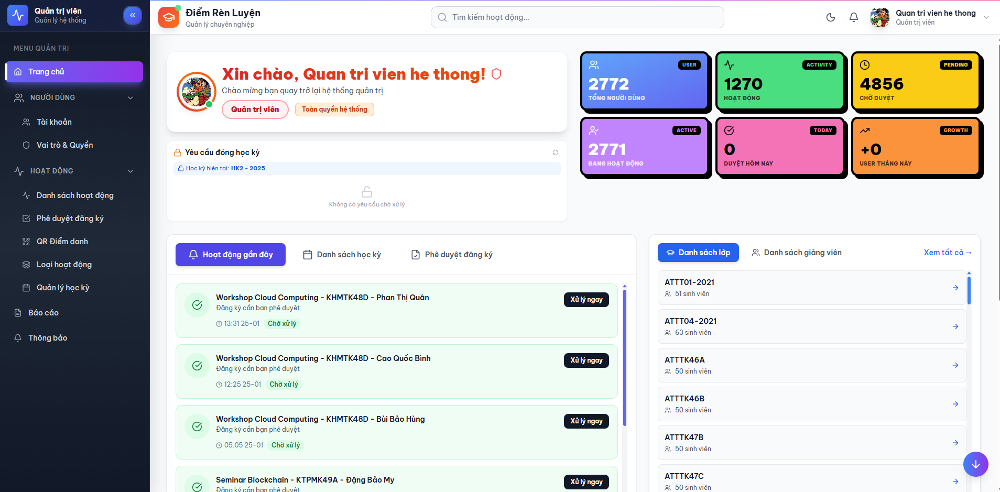 Quản trị viên
Quản lý hệ thống
MENU QUẢN TRỊ
Trang chủ
NGƯỜI DÙNG
Tài khoản
Vai trò & Quyền
HOẠT ĐỘNG
Danh sách hoạt động
Phê duyệt đăng ký
QR Điểm danh
Loại hoạt động
Quản lý học kỳ
Báo cáo
Thông báo
Điểm Rèn Luyện
Quản lý chuyên nghiệp
Tìm kiếm hoạt động...
Quan tri vien he thong
Quản trị viên
Xin chào, Quan tri vien he thong!
Chào mừng bạn quay trở lại hệ thống quản trị
Quản trị viên
Toàn quyền hệ thống
USER
2772
TỔNG NGƯỜI DÙNG
ACTIVITY
1270
HOẠT ĐỘNG
PENDING
4856
CHỜ DUYỆT
ACTIVE
2771
ĐANG HOẠT ĐỘNG
TODAY
0
DUYỆT HÔM NAY
GROWTH
+0
USER THÁNG NÀY
Yêu cầu đóng học kỳ
Học kỳ hiện tại: HK2 - 2025
Không có yêu cầu chờ xử lý
Hoạt động gần đây
Danh sách học kỳ
Phê duyệt đăng ký
Workshop Cloud Computing - KHMTK48D - Phan Thị Quân
Đăng ký cần bạn phê duyệt
13:31 25-01 Chờ xử lý
Xử lý ngay
Workshop Cloud Computing - KHMTK48D - Cao Quốc Bình
Đăng ký cần bạn phê duyệt
12:25 25-01 Chờ xử lý
Xử lý ngay
Workshop Cloud Computing - KHMTK48D - Bùi Bảo Hùng
Đăng ký cần bạn phê duyệt
05:05 25-01 Chờ xử lý
Xử lý ngay
Seminar Blockchain - KTPMK49A - Đặng Bảo My
Đăng ký cần bạn phê duyệt
Xử lý ngay
Danh sách lớp
Danh sách giảng viên
Xem tất cả →
ATTT01-2021
51 sinh viên
ATTT04-2021
63 sinh viên
ATTTK46A
50 sinh viên
ATTTK46B
50 sinh viên
ATTTK47B
50 sinh viên
ATTTK47C
50 sinh viên